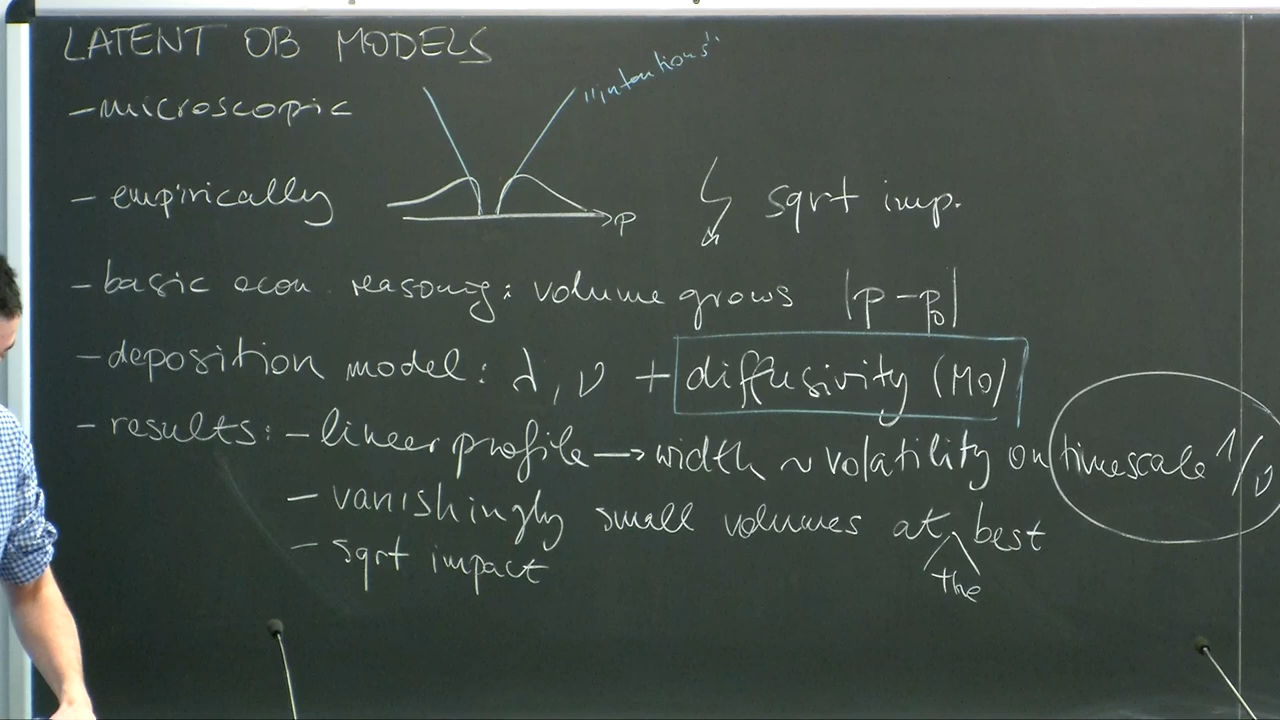 LATENT OB MODELS
"intentions"
- microscopic
- empirically
p
sqrt imp.
- basic econ. reasoning: volume grows |p-p₀|
- deposition model: λ, ν + diffusivity (MO)
- results: - linear profile → width ~ volatility on timescale 1/ν
- vanishingly small volumes at best
the
- sqrt impact